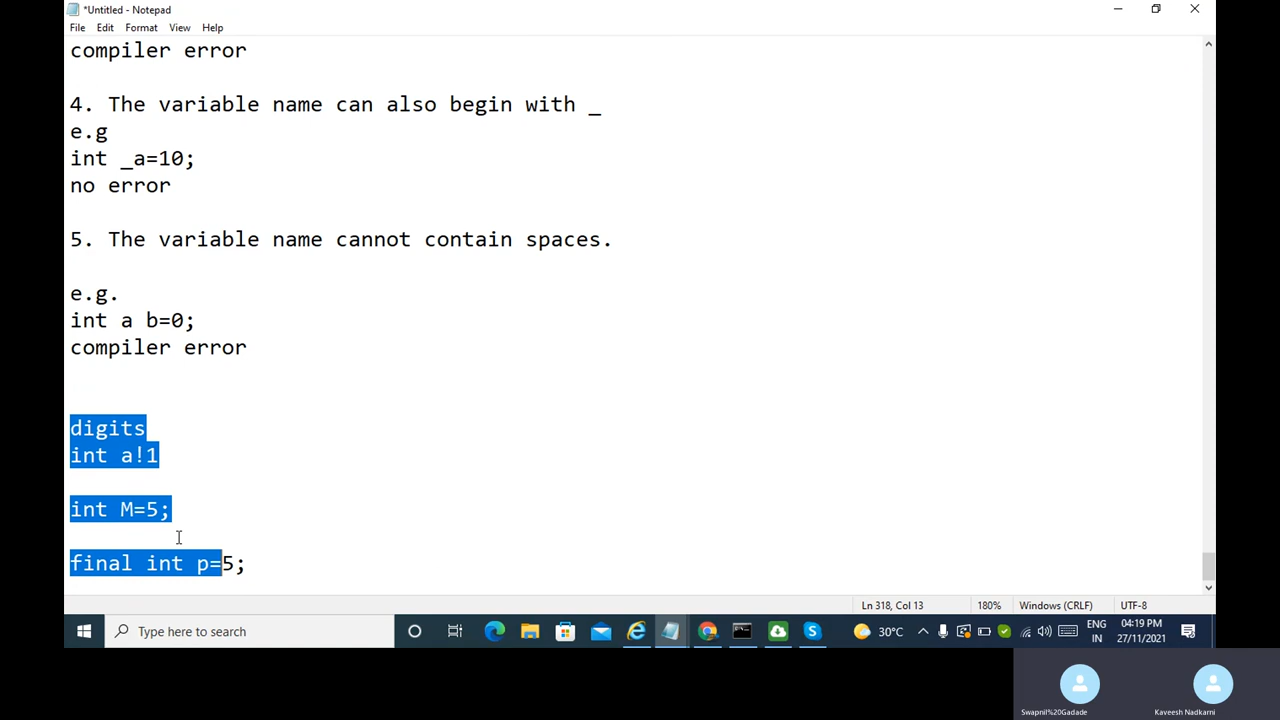 *Untitled - Notepad
File Edit Format View Help
compiler error
4. The variable name can also begin with _
e.g
int _a=10;
no error
5. The variable name cannot contain spaces.
e.g.
int a b=0;
compiler error
digits
int a!1
int M=5;
final int p=5;
Ln 318, Col 13 180% Windows (CRLF) UTF-8
Type here to search 30°C ENG IN 04:19 PM 27/11/2021
Swapnil%20Gadade Kaveesh Nadkarni